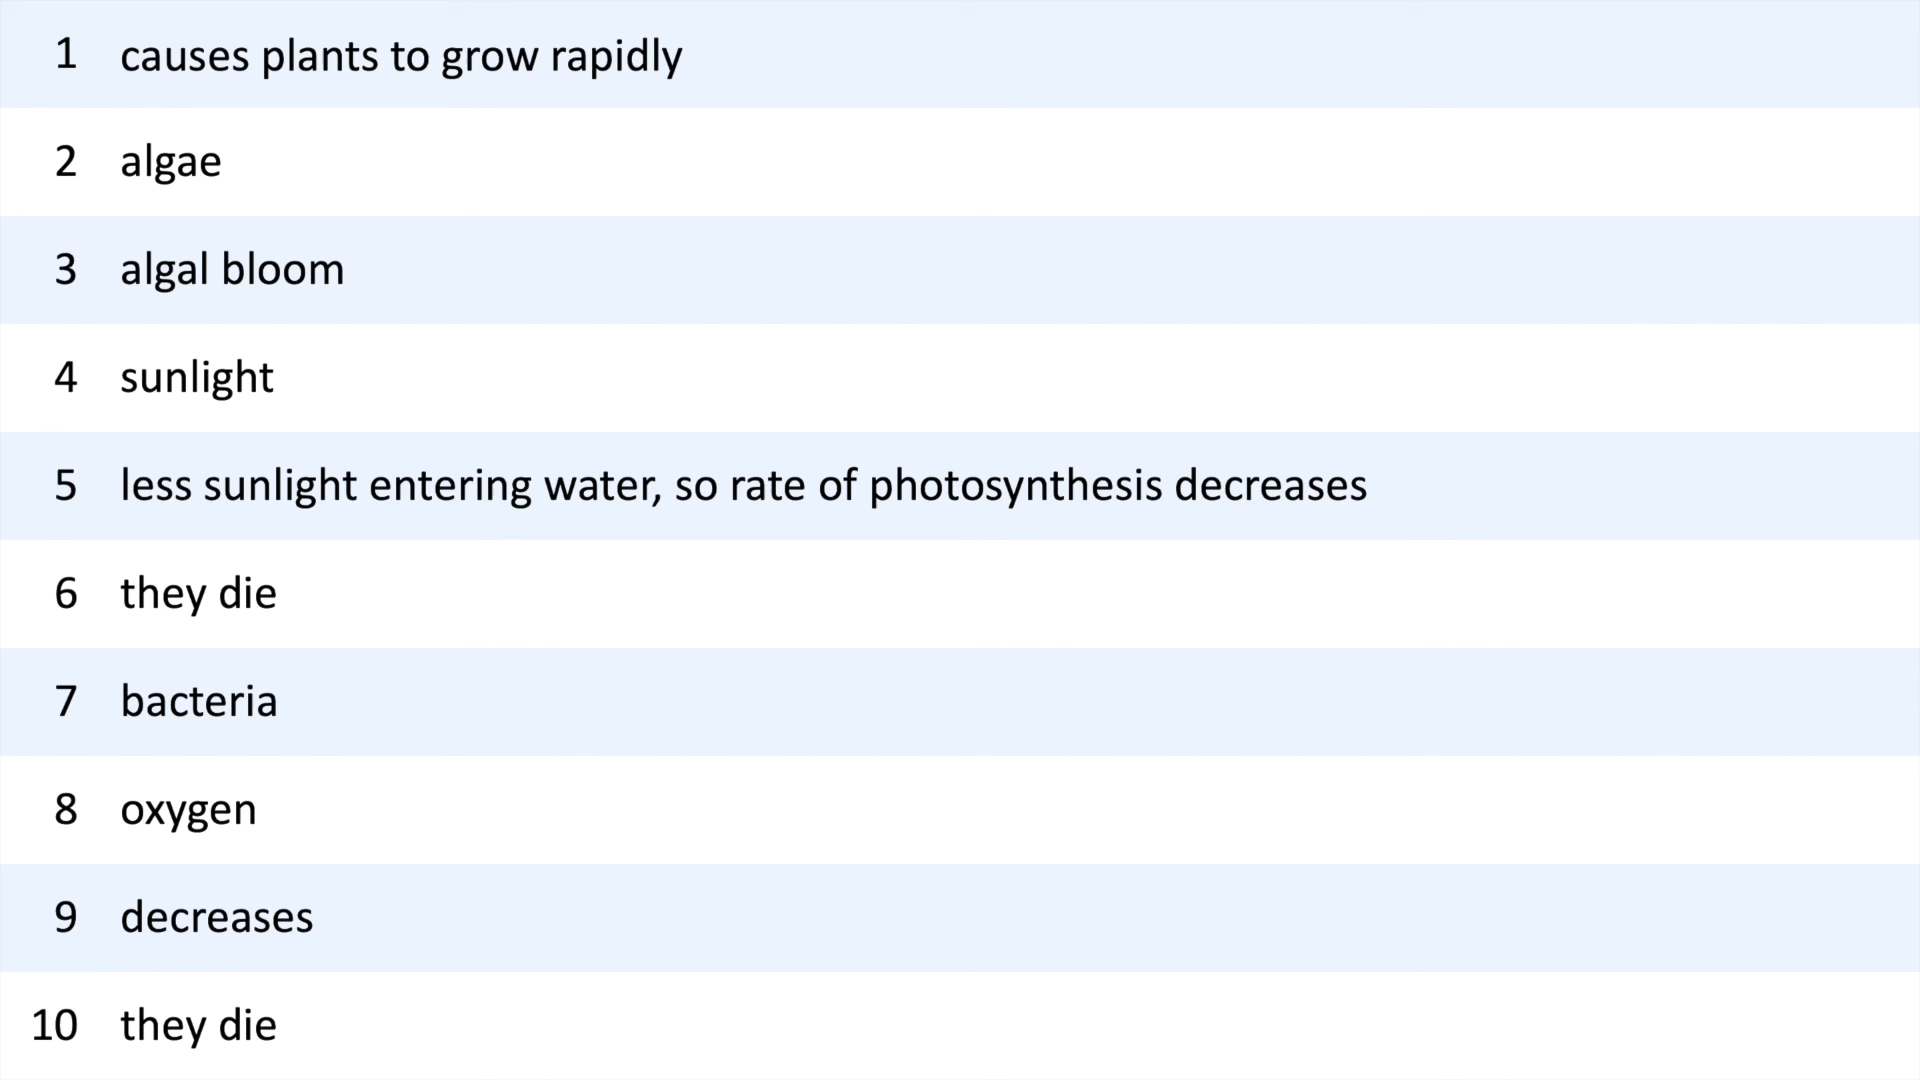 1 causes plants to grow rapidly
2 algae
3 algal bloom
4 sunlight
5 less sunlight entering water, so rate of photosynthesis decreases
6 they die
7 bacteria
8 oxygen
9 decreases
10 they die